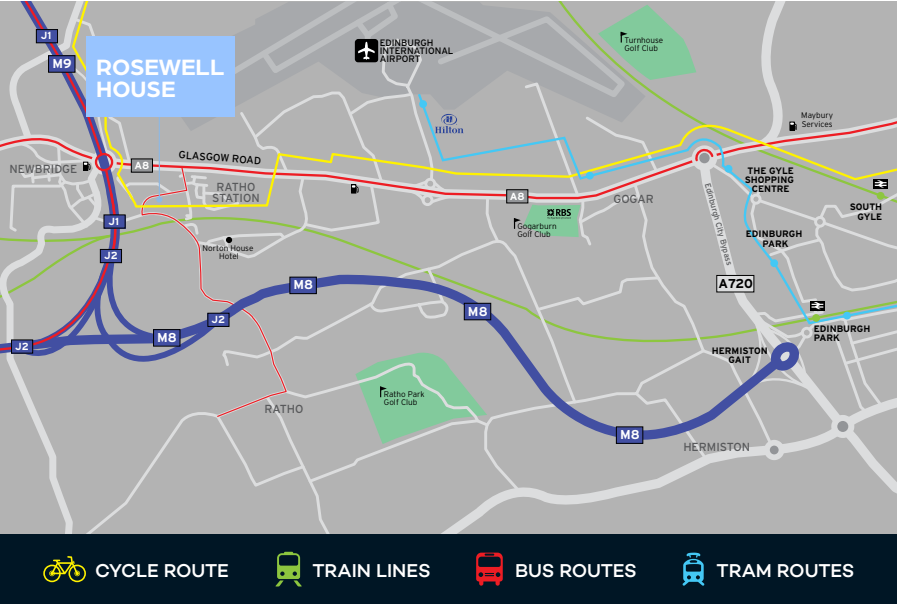 J1
M9
ROSEWELL
HOUSE
EDINBURGH
INTERNATIONAL
AIRPORT
Turnhouse
Golf Club
Hilton
Maybury
Services
NEWBRIDGE
A8
GLASGOW ROAD
RATHO
STATION
A8
RBS
Gogarburn
Golf Club
GOGAR
THE GYLE
SHOPPING
CENTRE
SOUTH
GYLE
Edinburgh City Bypass
EDINBURGH
PARK
J1
J2
Norton House
Hotel
M8
A720
M8
J2
M8
J2
EDINBURGH
PARK
HERMISTON
GAIT
Ratho Park
Golf Club
RATHO
M8
HERMISTON
CYCLE ROUTE
TRAIN LINES
BUS ROUTES
TRAM ROUTES